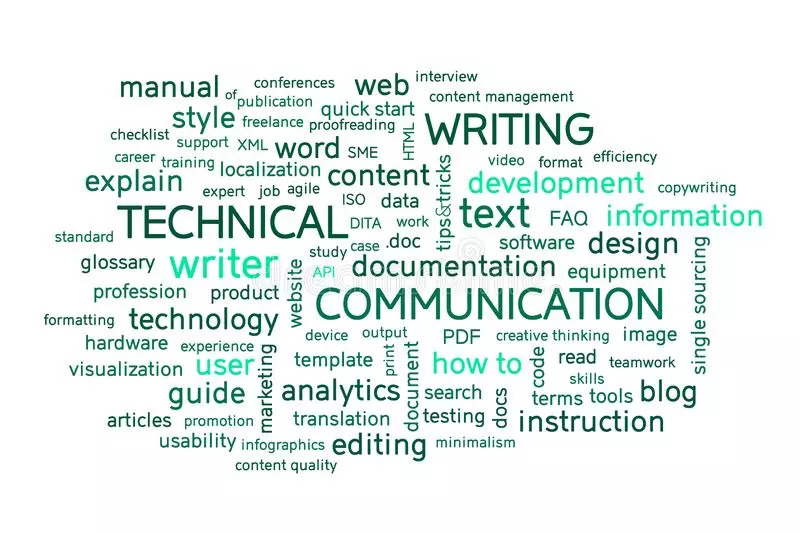 manual
of
conferences
web
interview
publication
quick start
content management
style
freelance
proofreading
HTML
WRITING
checklist
support
XML
word
SME
career
training
localization
content
tips&tricks
video
format
efficiency
explain
expert
job
agile
ISO
data
development
copywriting
TECHNICAL
DITA
work
text
FAQ
information
standard
study
case
.doc
software
design
glossary
writer
API
documentation
equipment
single sourcing
profession
product
website
COMMUNICATION
formatting
technology
device
output
PDF
creative thinking
image
hardware
experience
visualization
user
marketing
template
print
document
how to
code
read
teamwork
skills
guide
analytics
search
docs
terms
tools
blog
articles
promotion
translation
testing
instruction
usability
infographics
editing
minimalism
content quality